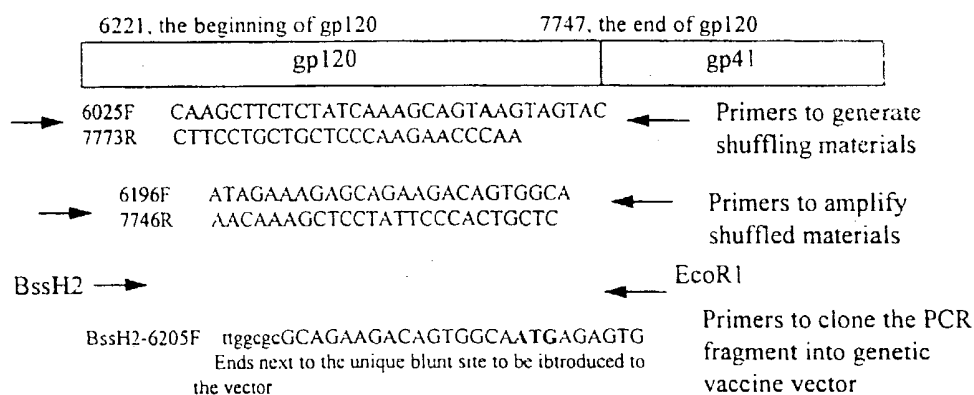 6221, the beginning of gp120 7747, the end of gp120
gp120 gp41
6025F CAAGCTTCTCTATCAAAGCAGTAAGTAGTAC
7773R CTTCCTGCTGCTCCCAAGAACCCAA
Primers to generate
shuffling materials
6196F ATAGAAAGAGCAGAAGACAGTGGCA
7746R AACAAAGCTCCTATTCCCACTGCTC
Primers to amplify
shuffled materials
BssH2 EcoR1
BssH2-6205F ttggcgcGCAGAAGACAGTGGCAATGAGAGTG
Ends next to the unique blunt site to be ibtroduced to
the vector
Primers to clone the PCR
fragment into genetic
vaccine vector